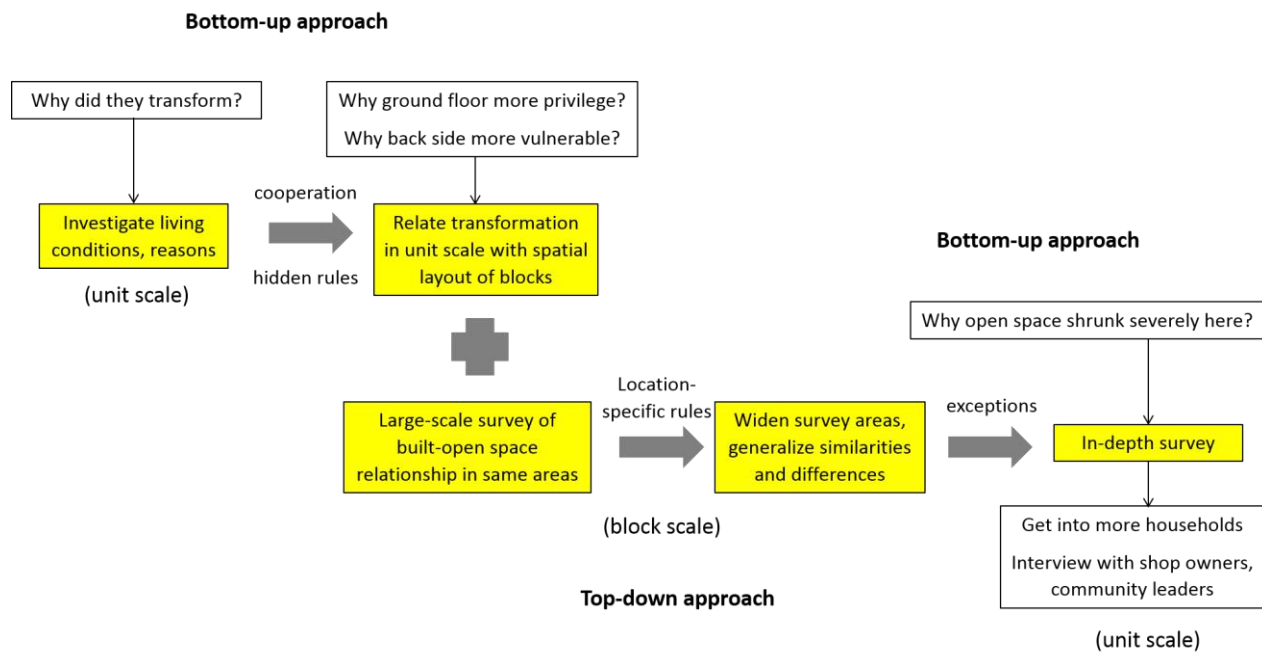 Bottom-up approach
Why did they transform?
Why ground floor more privilege?
Why back side more vulnerable?
cooperation
hidden rules
Investigate living
conditions, reasons
(unit scale)
Relate transformation
in unit scale with spatial
layout of blocks
Bottom-up approach
Why open space shrunk severely here?
Large-scale survey of
built-open space
relationship in same areas
Location-
specific rules
Widen survey areas,
generalize similarities
and differences
exceptions
In-depth survey
(block scale)
Get into more households
Interview with shop owners,
community leaders
Top-down approach
(unit scale)